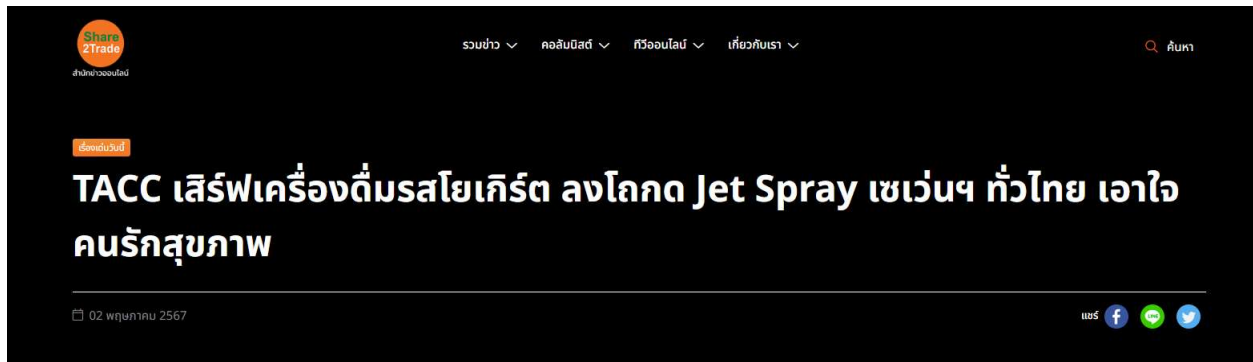 Share
2Trade
สำนักข่าวออนไลน์
รวมข่าว คอลัมนิสต์ ทีวีออนไลน์ เกี่ยวกับเรา
ค้นหา
เรื่องเด่นวันนี้
TACC เสิร์ฟเครื่องดื่มรสโยเกิร์ต ลงโถกด Jet Spray เซเว่นฯ ทั่วไทย เอาใจ
คนรักสุขภาพ
02 พฤษภาคม 2567
แชร์
LINE